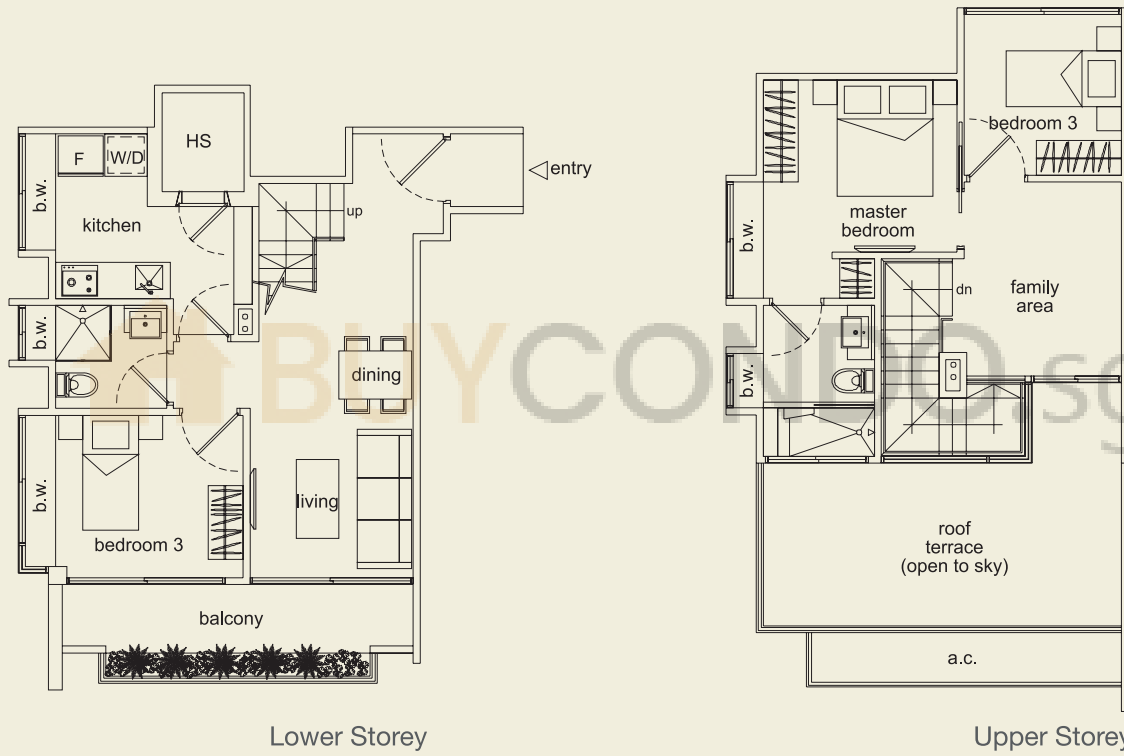 HS
F
W/D
b.w.
kitchen
up
entry
b.w.
dining
b.w.
living
bedroom 3
balcony
Lower Storey
bedroom 3
master
bedroom
b.w.
dn
family
area
b.w.
roof
terrace
(open to sky)
a.c.
Upper Storey
BUYCONDO.sg